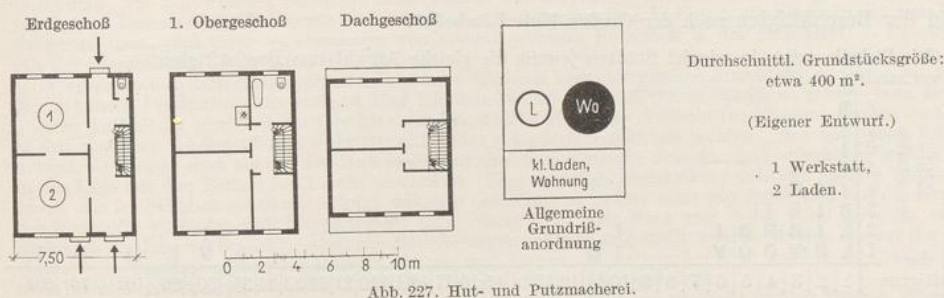 Erdgeschoß
1. Obergeschoß
Dachgeschoß
1
2
7,50
0 2 4 6 8 10 m
L
Wo
kl. Laden,
Wohnung
Allgemeine
Grundriß-
anordnung
Durchschnittl. Grundstücksgröße:
etwa 400 m².
(Eigener Entwurf.)
1 Werkstatt,
2 Laden.
Abb. 227. Hut- und Putzmacherei.